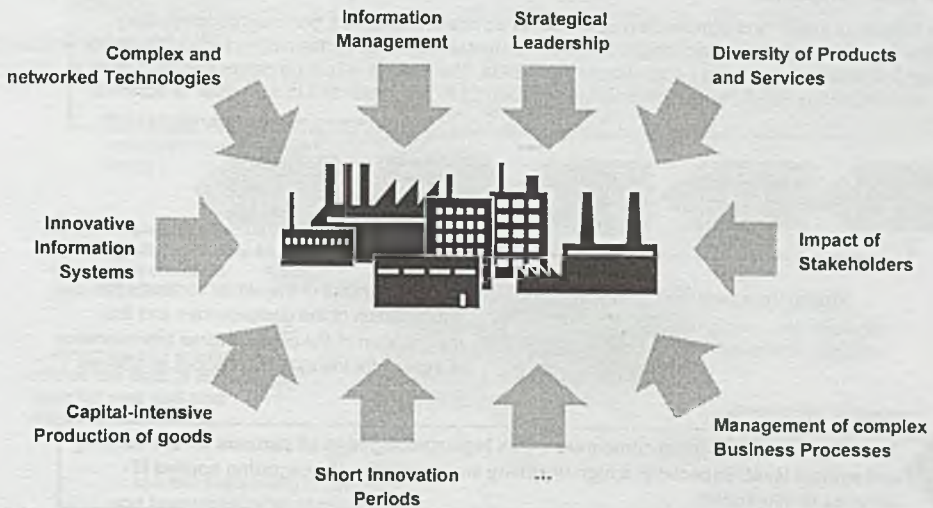 Information
Management
Strategical
Leadership
Complex and
networked Technologies
Diversity of Products
and Services
Innovative
Information
Systems
Impact of
Stakeholders
Capital-intensive
Production of goods
Management of complex
Business Processes
Short Innovation
Periods
...